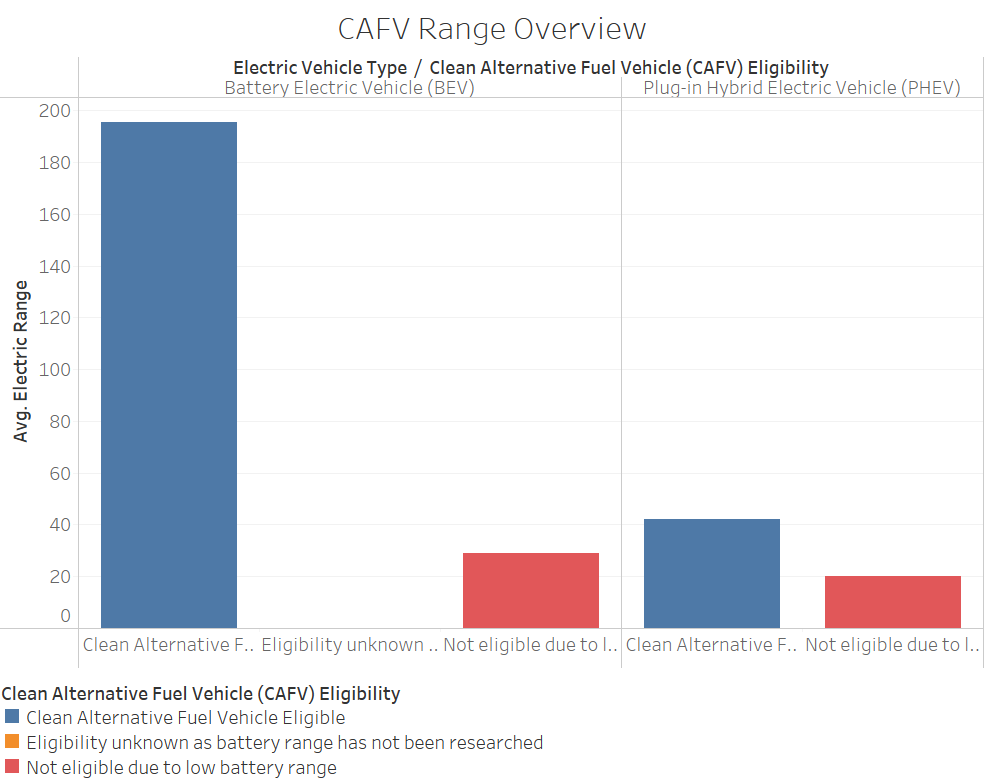 CAFV Range Overview
Electric Vehicle Type / Clean Alternative Fuel Vehicle (CAFV) Eligibility
Battery Electric Vehicle (BEV) Plug-in Hybrid Electric Vehicle (PHEV)
200
180
160
140
120
100
80
60
40
20
0
Avg. Electric Range
Clean Alternative F.. Eligibility unknown .. Not eligible due to l.. Clean Alternative F.. Not eligible due to l..
Clean Alternative Fuel Vehicle (CAFV) Eligibility
Clean Alternative Fuel Vehicle Eligible
Eligibility unknown as battery range has not been researched
Not eligible due to low battery range